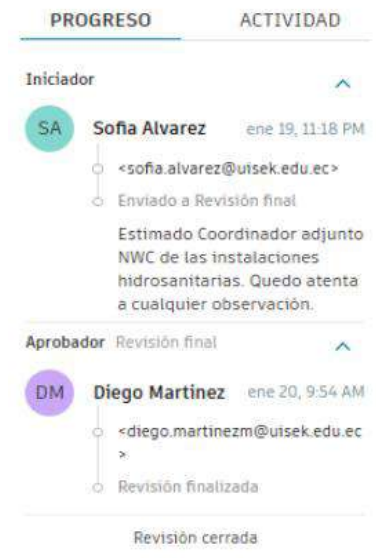 PROGRESO ACTIVIDAD
Iniciador
SA Sofia Alvarez ene 19, 11:18 PM
<sofia.alvarez@uisek.edu.ec>
Enviado a Revisión final
Estimado Coordinador adjunto
NWC de las instalaciones
hidrosanitarias. Quedo atenta
a cualquier observación.
Aprobador Revisión final
DM Diego Martinez ene 20, 9:54 AM
<diego.martinezm@uisek.edu.ec
>
Revisión finalizada
Revisión cerrada